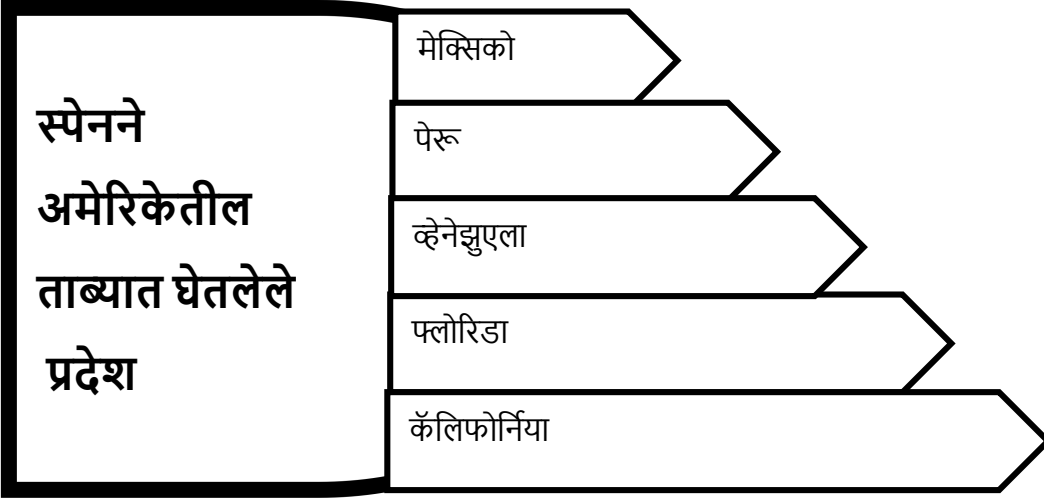 स्पेनने
अमेरिकेतील
ताब्यात घेतलेले
प्रदेश
मेक्सिको
पेरू
व्हेनेझुएला
फ्लोरिडा
कॅलिफोर्निया